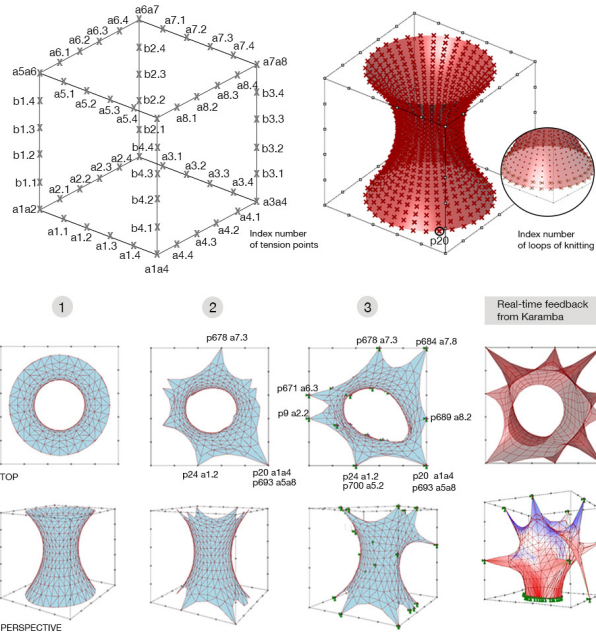 a6a7
a6.4
a6.3
a6.2
a6.1
a7.1
a7.2
a7.3
a7.4
a5a6
a7a8
b2.4
b2.3
b2.2
b2.1
b1.4
b1.3
b1.2
b1.1
a5.1
a5.2
a5.3
a5.4
a8.4
a8.3
a8.2
a8.1
b3.4
b3.3
b3.2
b3.1
b4.4
b4.3
b4.2
b4.1
a2.4
a2.3
a2.2
a2.1
a3.1
a3.2
a3.3
a3.4
a1a2
a3a4
a1.1
a1.2
a1.3
a1.4
a4.1
a4.2
a4.3
a4.4
a1a4
Index number
of tension points
p20
Index number
of loops of knitting
1
2
3
Real-time feedback
from Karamba
p678 a7.3
p24 a1.2
p20 a1a4
p693 a5a8
p678 a7.3
p684 a7.8
p671 a6.3
p9 a2.2
p689 a8.2
p24 a1.2
p700 a5.2
p20 a1a4
p693 a5a8
TOP
PERSPECTIVE